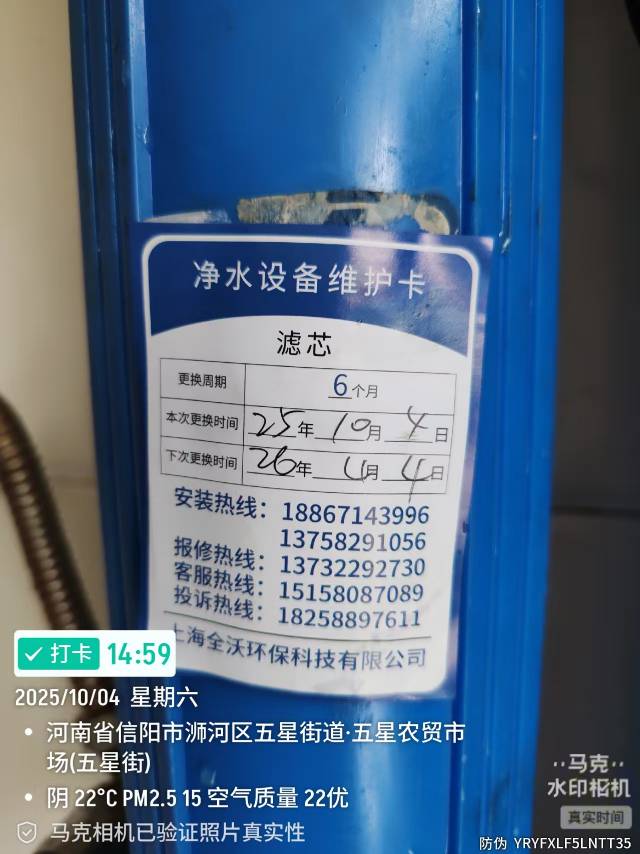 净水设备维护卡
滤芯
更换周期 6个月
本次更换时间 25年10月4日
下次更换时间 26年4月4日
安装热线：18867143996
13758291056
报修热线：13732292730
客服热线：15158087089
投诉热线：18258897611
上海全沃环保科技有限公司
打卡 14:59
2025/10/04 星期六
河南省信阳市浉河区五星街道·五星农贸市
场(五星街)
阴 22°C PM2.5 15 空气质量 22优
马克相机已验证照片真实性
马克
水印相机
真实时间
防伪 YRYFXLF5LNTT35